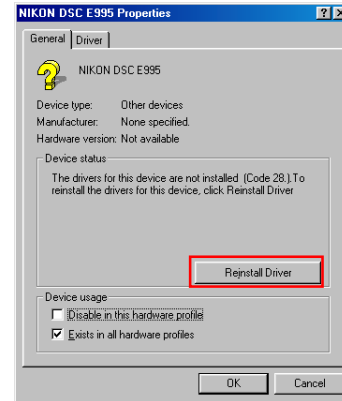 NIKON DSC E995 Properties
General Driver
NIKON DSC E995
Device type: Other devices
Manufacturer: None specified.
Hardware version: Not available
Device status
The drivers for this device are not installed. (Code 28.) To
reinstall the drivers for this device, click Reinstall Driver
Reinstall Driver
Device usage
Disable in this hardware profile
Exists in all hardware profiles
OK Cancel